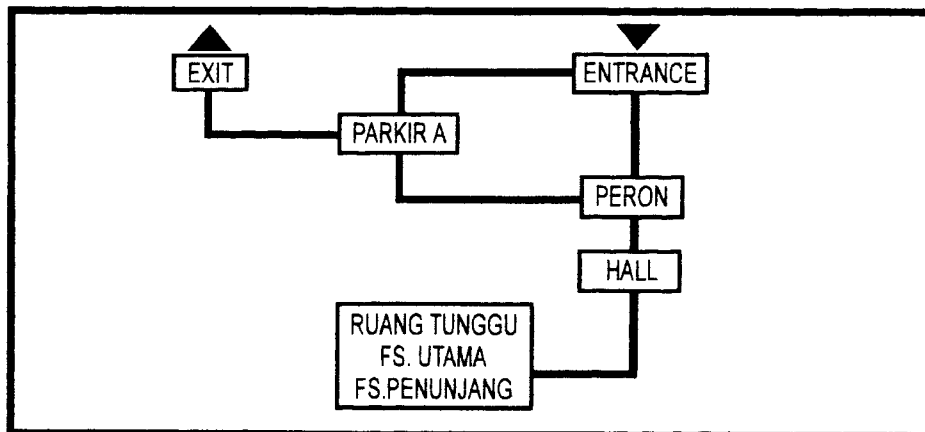 EXIT
ENTRANCE
PARKIR A
PERON
HALL
RUANG TUNGGU
FS. UTAMA
FS.PENUNJANG